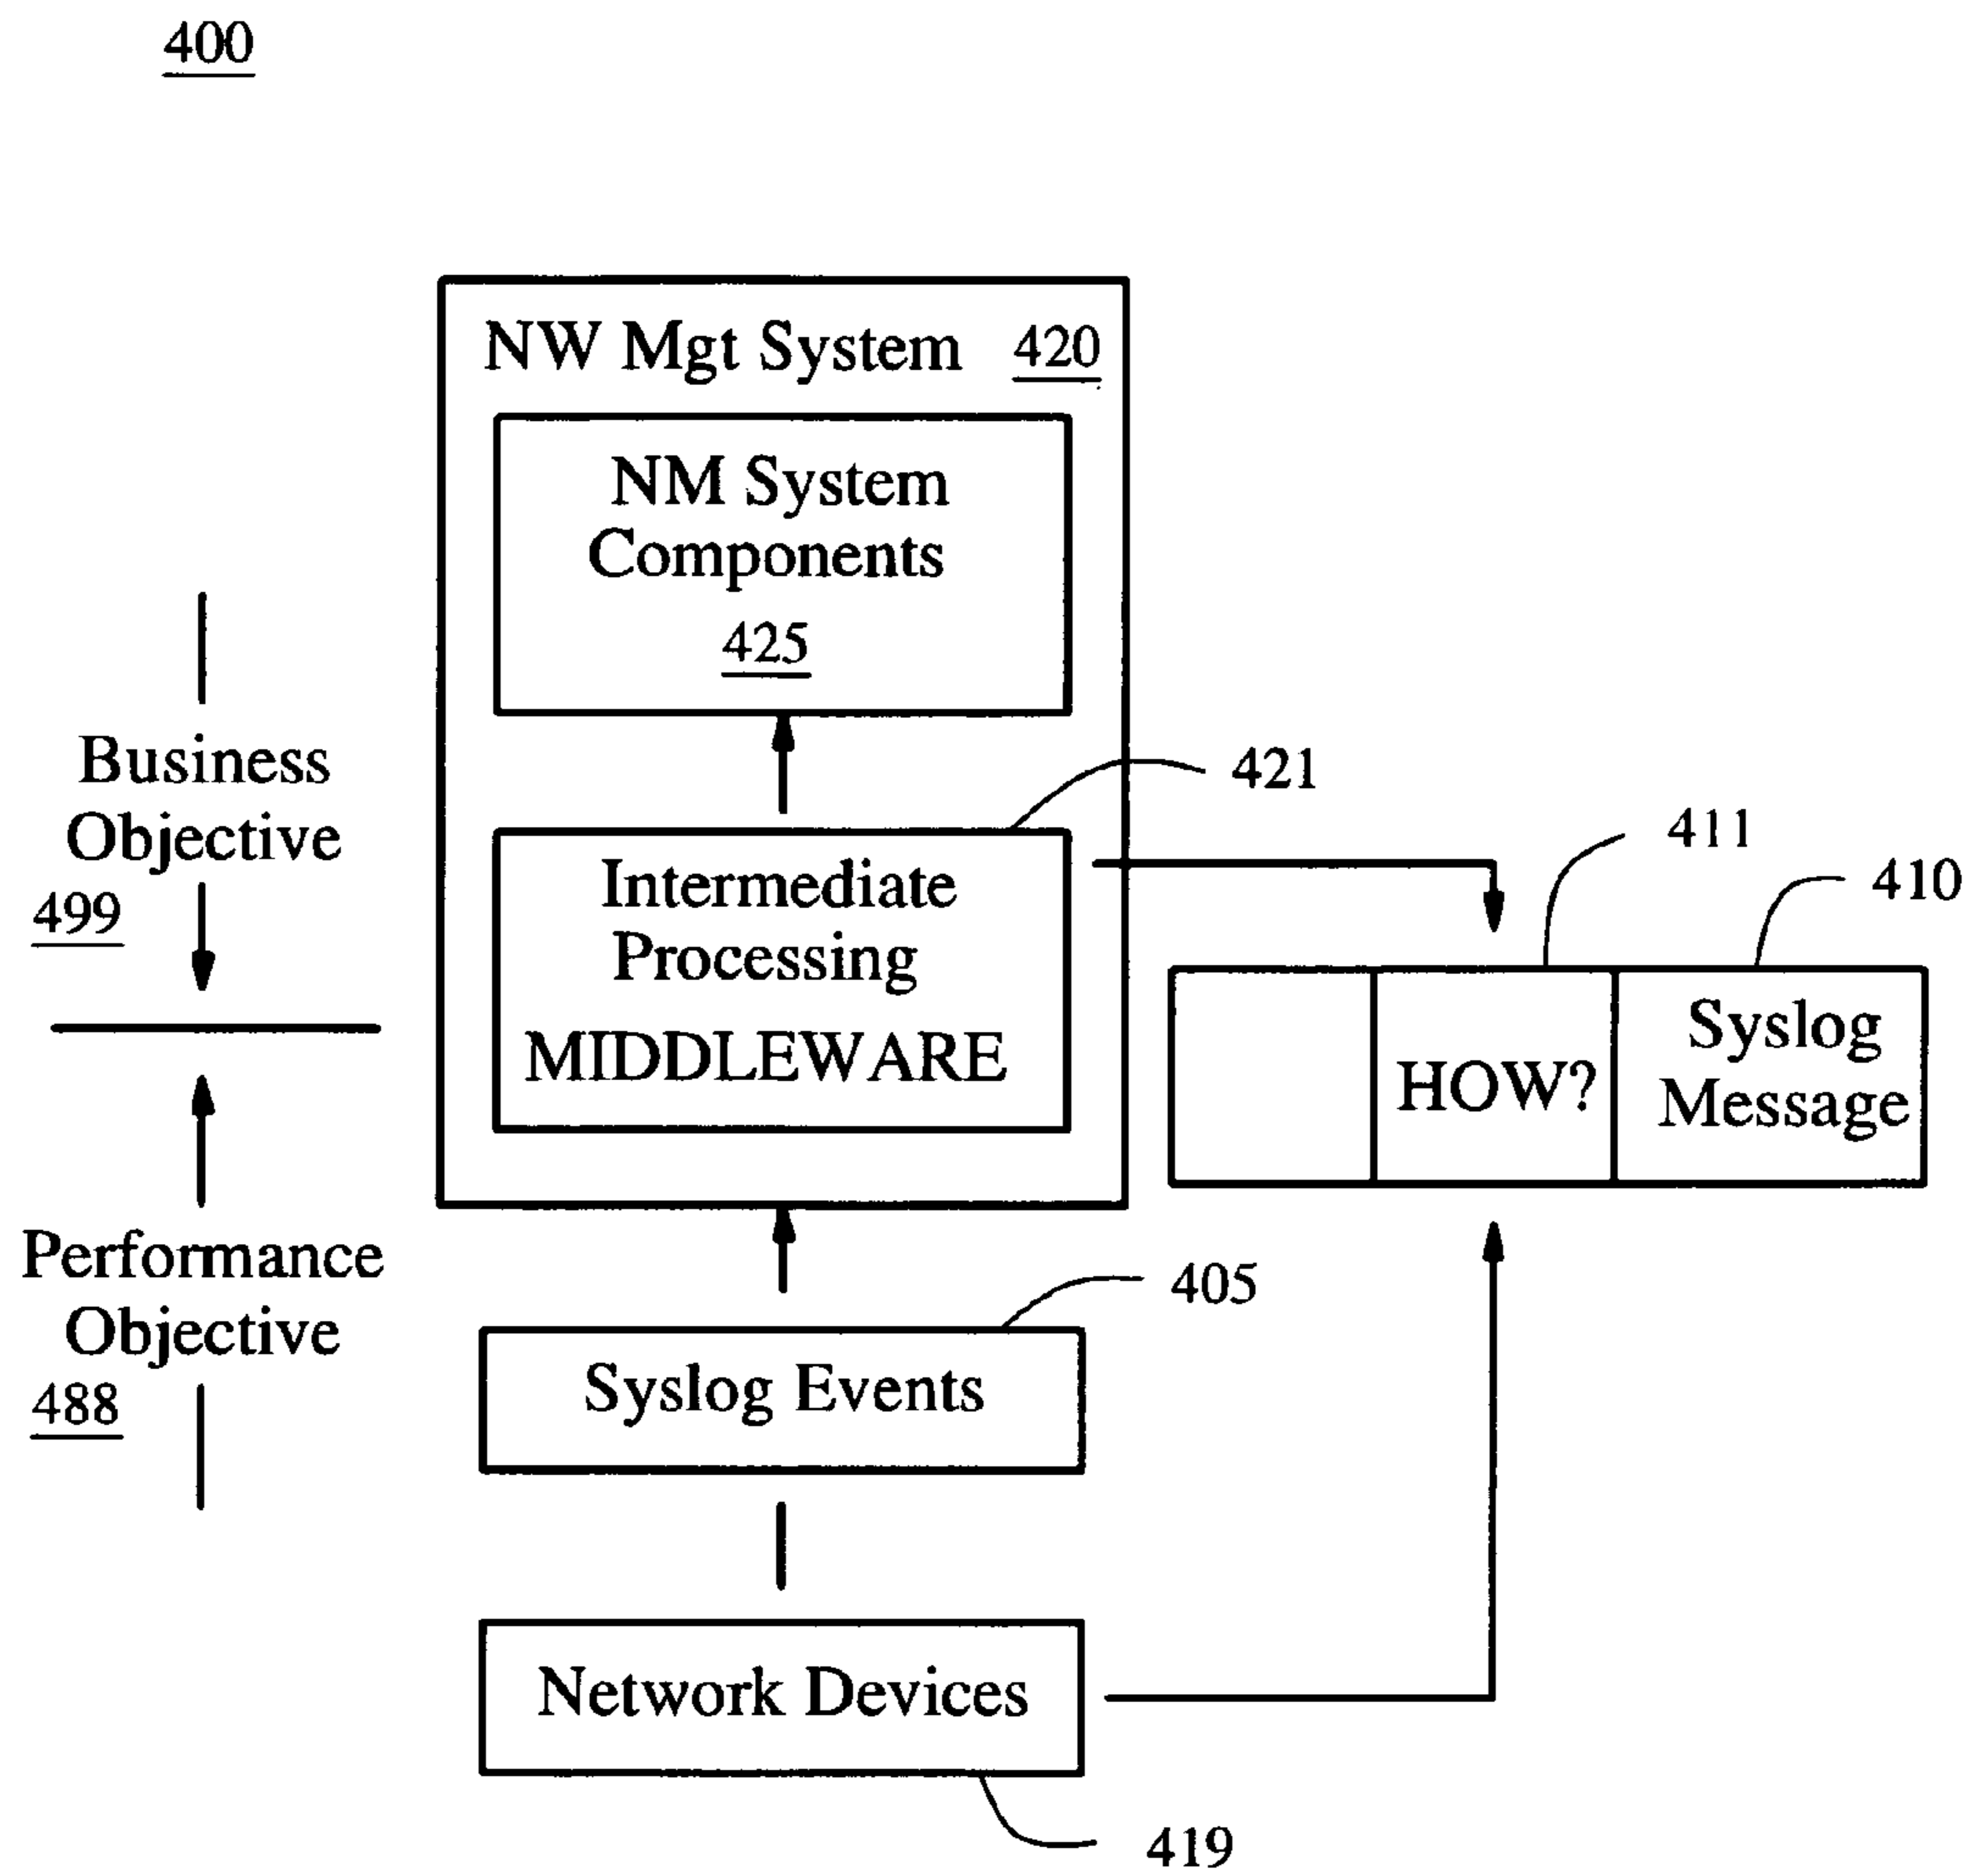 400
NW Mgt System 420
NM System
Components
425
Business
Objective
499
421
411
410
Intermediate
Processing
MIDDLEWARE
HOW?
Syslog
Message
Performance
Objective
488
405
Syslog Events
Network Devices
419